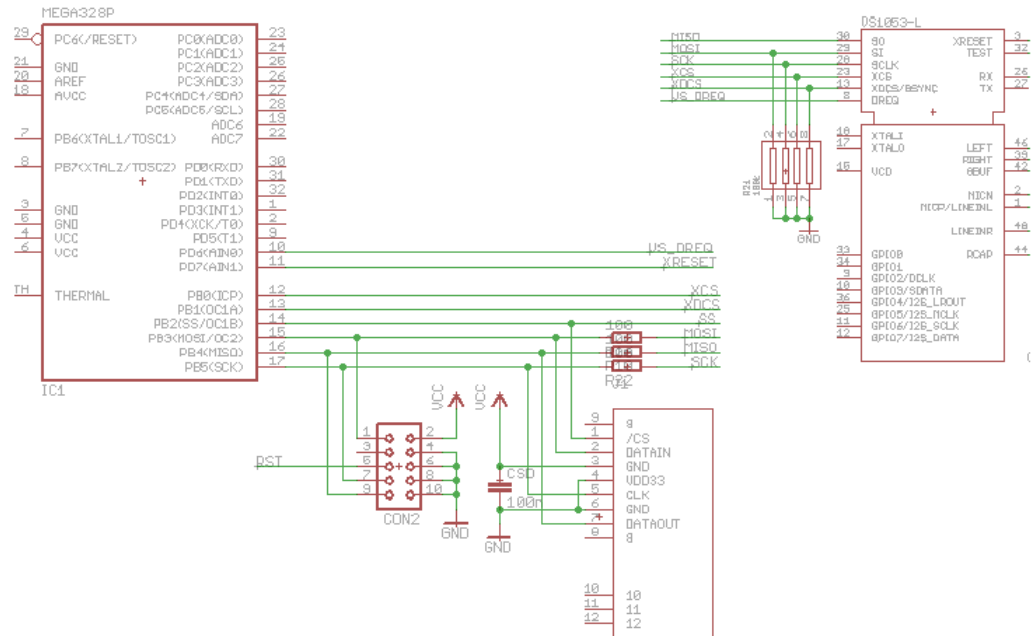 MEGA328P
29 PC6(/RESET) PC0(ADC0) 23
PC1(ADC1) 24
21 GND PC2(ADC2) 25
20 AREF PC3(ADC3) 26
18 AVCC PC4(ADC4/SDA) 27
PC5(ADC5/SCL) 28
ADC6 19
7 PB6(XTAL1/TOSC1) ADC7 22
8 PB7(XTAL2/TOSC2) PD0(RXD) 30
PD1(TXD) 31
PD2(INT0) 32
3 GND PD3(INT1) 1
5 GND PD4(XCK/T0) 2
4 VCC PD5(T1) 9
6 VCC PD6(AIN0) 10 VS_DREQ
PD7(AIN1) 11 XRESET
TH THERMAL PB0(ICP) 12 XCS
PB1(OC1A) 13 XDCS
PB2(SS/OC1B) 14 SS
PB3(MOSI/OC2) 15 MOSI
PB4(MISO) 16 MISO
PB5(SCK) 17 SCK
IC1
100
R22
DS1053-L
MISO 30 SO XRESET 3
MOSI 29 SI TEST 32
SCK 28 SCLK
XCS 23 XCS RX 26
XDCS 13 XDCS/BSYNC TX 27
VS_DREQ 8 DREQ
18 XTALI
17 XTALO LEFT 46
RIGHT 39
15 VCO GBUF 42
MICN 2
MICP/LINEINL 1
LINEINR 48
33 GPIO0 RCAP 44
34 GPIO1
9 GPIO2/DCLK
10 GPIO3/SDATA
36 GPIO4/I2S_LROUT
25 GPIO5/I2S_MCLK
11 GPIO6/I2S_SCLK
12 GPIO7/I2S_DATA
2 4 6 8
R21
100k
1 3 5 7
GND
VCC
VCC
RST
1 2
3 4
5 6
7 8
9 10
CON2
GND
CSD
100n
GND
9 9
1 /CS
2 DATAIN
3 GND
4 VDD33
5 CLK
6 GND
7 DATAOUT
8 8
10 10
11 11
12 12